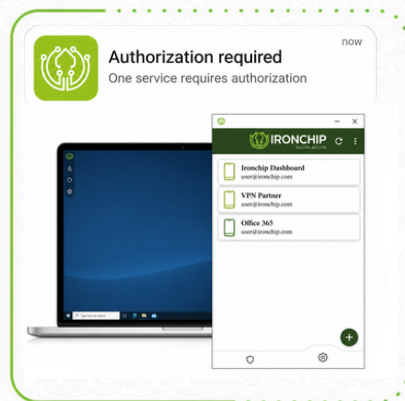 now
Authorization required
One service requires authorization
IRONCHIP
Ironchip Dashboard
user@ironchip.com
VPN Partner
user@ironchip.com
Office 365
user@ironchip.com